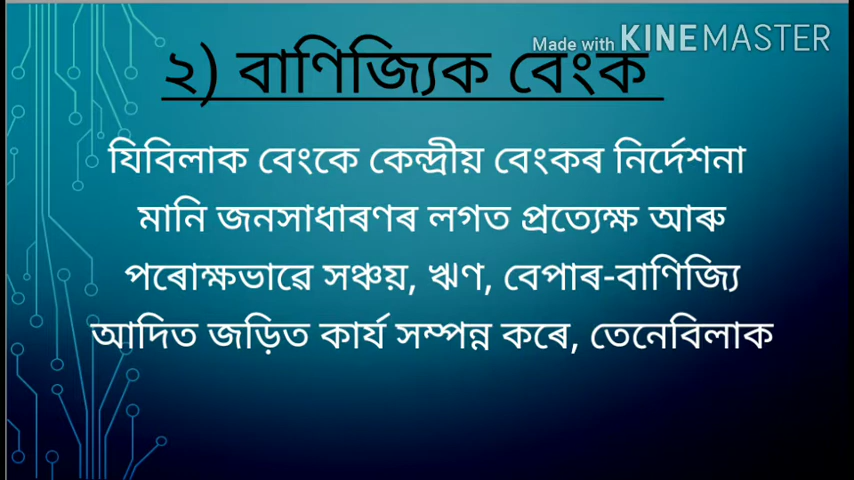 Made with KINEMASTER
২) বাণিজ্যিক বেংক
যিবিলাক বেংকে কেন্দ্ৰীয় বেংকৰ নিৰ্দেশনা
মানি জনসাধাৰণৰ লগত প্ৰত্যেক্ষ আৰু
পৰোক্ষভাৱে সঞ্চয়, ঋণ, বেপাৰ-বাণিজ্যি
আদিত জড়িত কাৰ্য সম্পন্ন কৰে, তেনেবিলাক